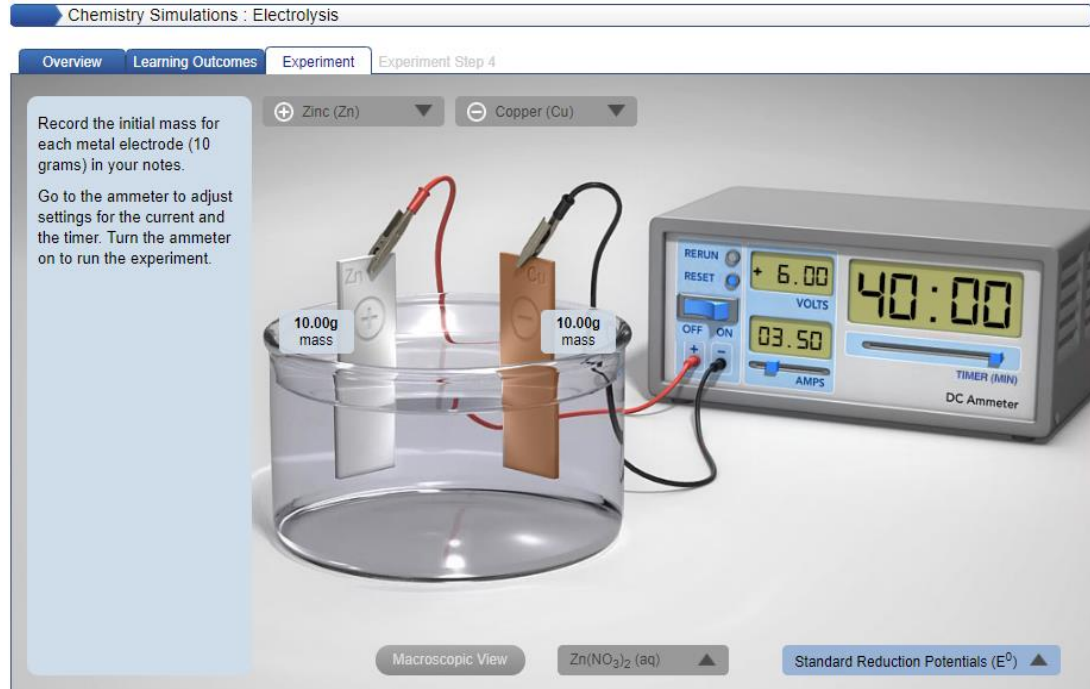 Chemistry Simulations : Electrolysis
Overview
Learning Outcomes
Experiment
Experiment Step 4
Record the initial mass for
each metal electrode (10
grams) in your notes.
Go to the ammeter to adjust
settings for the current and
the timer. Turn the ammeter
on to run the experiment.
+ Zinc (Zn)
− Copper (Cu)
Zn
+
10.00g
mass
Cu
−
10.00g
mass
RERUN
RESET
OFF ON
+ −
+ 6.00
VOLTS
03.50
AMPS
40:00
TIMER (MIN)
DC Ammeter
Macroscopic View
Zn(NO₃)₂ (aq)
Standard Reduction Potentials (E⁰)